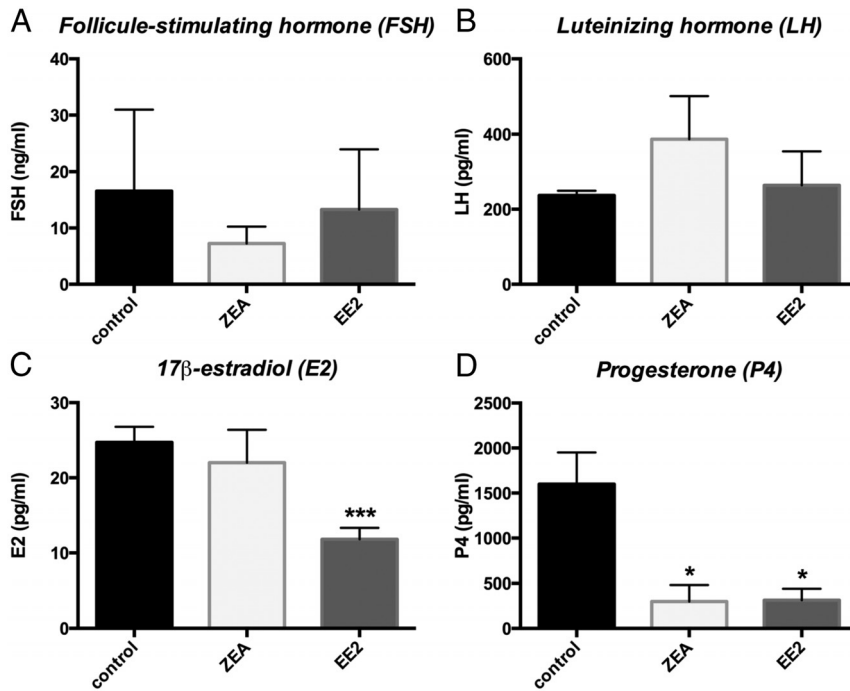 A
Follicule-stimulating hormone (FSH)
FSH (ng/ml)
40
30
20
10
0
control
ZEA
EE2
B
Luteinizing hormone (LH)
LH (pg/ml)
600
400
200
0
control
ZEA
EE2
C
17β-estradiol (E2)
E2 (pg/ml)
30
20
10
0
***
control
ZEA
EE2
D
Progesterone (P4)
P4 (pg/ml)
2500
2000
1500
1000
500
0
*
*
control
ZEA
EE2